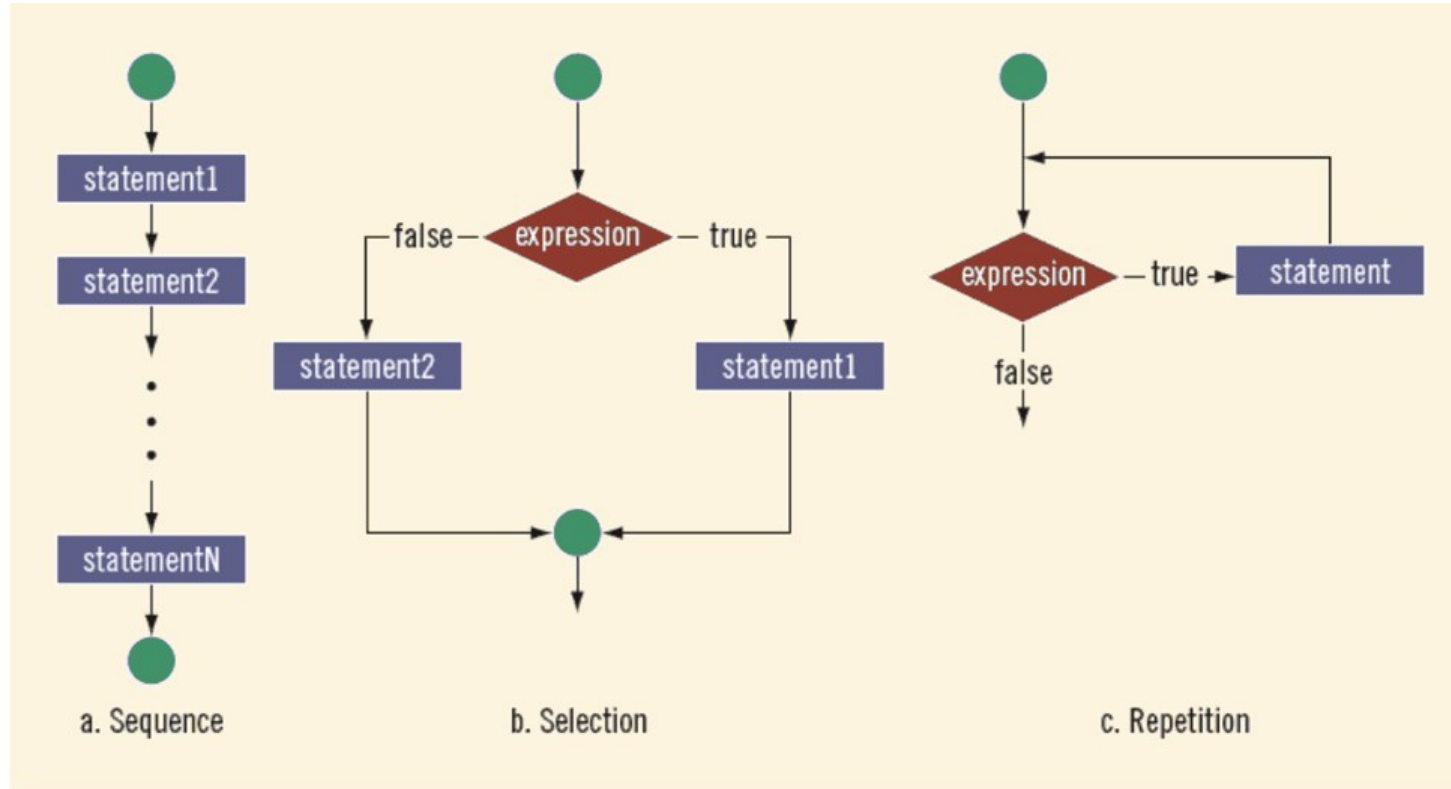 statement1
statement2
statementN
a. Sequence
expression
false
true
statement2
statement1
b. Selection
expression
true
statement
false
c. Repetition